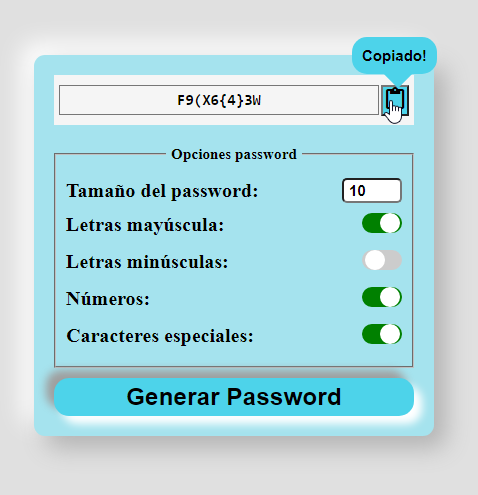 Copiado!
F9(X6{4}3W
Opciones password
Tamaño del password:
10
Letras mayúscula:
Letras minúsculas:
Números:
Caracteres especiales:
Generar Password